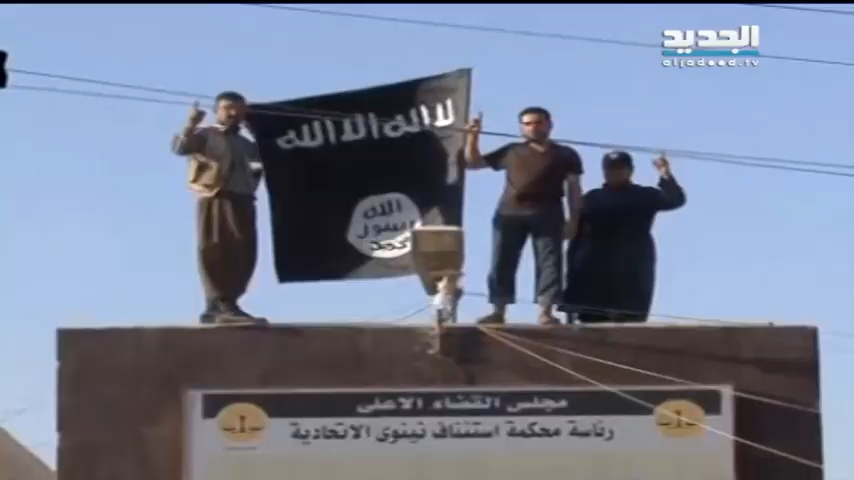 الجديد
aljadeed.tv
لا اله الا الله
الله
رسول
محمد
مجلس القضاء الاعلى
رئاسة محكمة استئناف نينوى الاتحادية